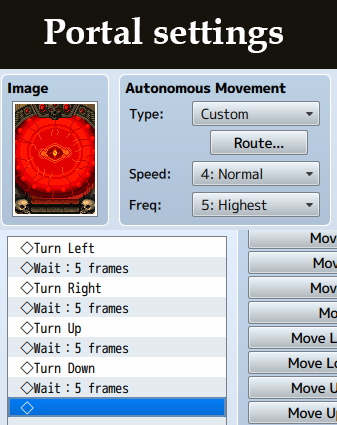 Portal settings
Image
Autonomous Movement
Type: Custom
Route...
Speed: 4: Normal
Freq: 5: Highest
◇Turn Left
◇Wait：5 frames
◇Turn Right
◇Wait：5 frames
◇Turn Up
◇Wait：5 frames
◇Turn Down
◇Wait：5 frames
◇
Mov
Mov
Mov
Mo
Move L
Move Lo
Move U
Move Up